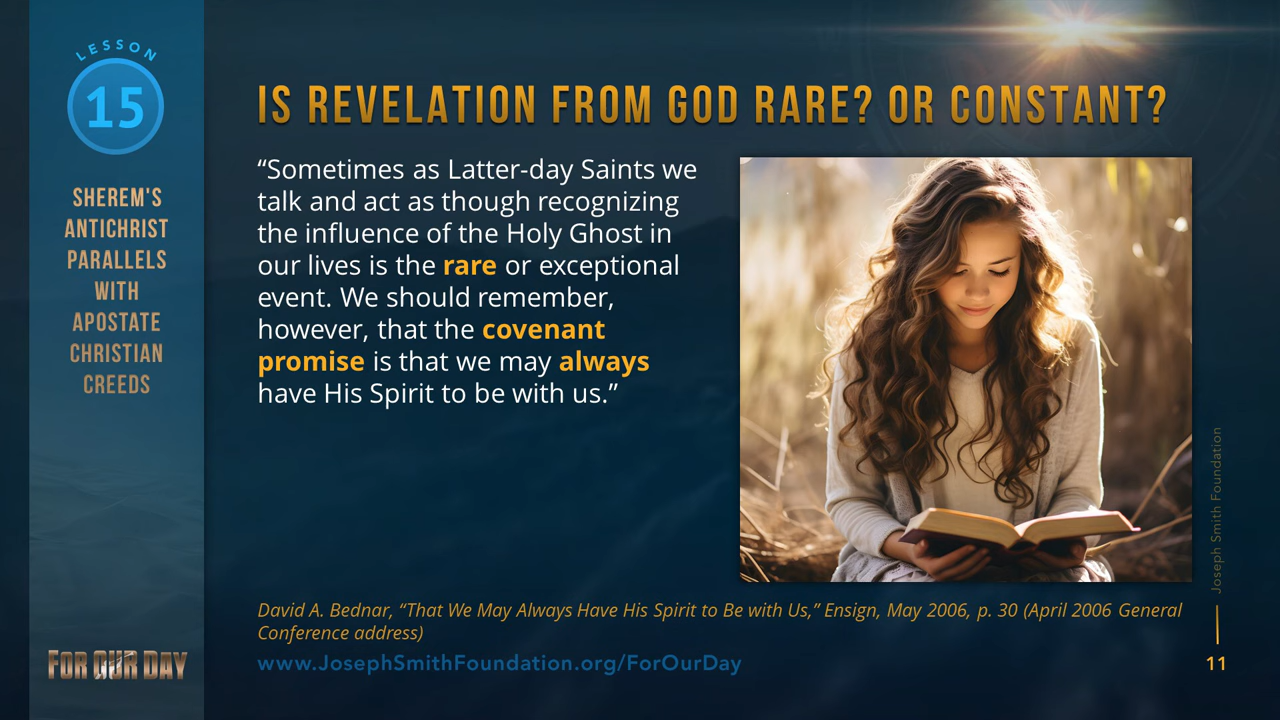 LESSON
15
SHEREM'S
ANTICHRIST
PARALLELS
WITH
APOSTATE
CHRISTIAN
CREEDS
FOR OUR DAY
IS REVELATION FROM GOD RARE? OR CONSTANT?
“Sometimes as Latter-day Saints we
talk and act as though recognizing
the influence of the Holy Ghost in
our lives is the rare or exceptional
event. We should remember,
however, that the covenant
promise is that we may always
have His Spirit to be with us.”
David A. Bednar, “That We May Always Have His Spirit to Be with Us,” Ensign, May 2006, p. 30 (April 2006 General
Conference address)
www.JosephSmithFoundation.org/ForOurDay
Joseph Smith Foundation
11